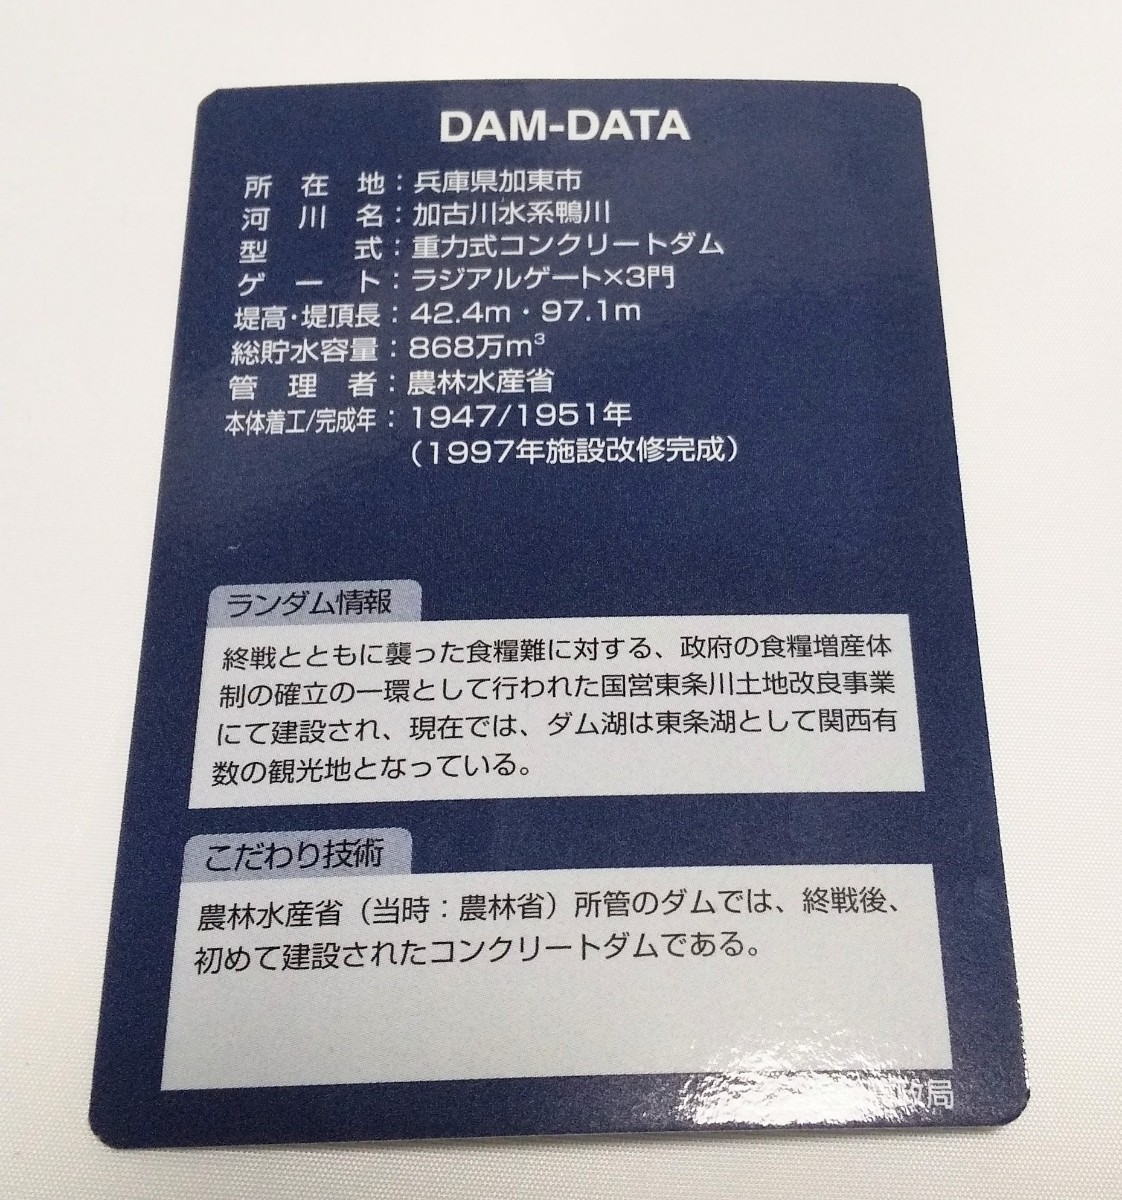 DAM-DATA
所在地：兵庫県加東市
河川名：加古川水系鴨川
型式：重力式コンクリートダム
ゲート：ラジアルゲート×3門
堤高・堤頂長：42.4m・97.1m
総貯水容量：868万m³
管理者：農林水産省
本体着工/完成年：1947/1951年
（1997年施設改修完成）
ランダム情報
終戦とともに襲った食糧難に対する、政府の食糧増産体
制の確立の一環として行われた国営東条川土地改良事業
にて建設され、現在では、ダム湖は東条湖として関西有
数の観光地となっている。
こだわり技術
農林水産省（当時：農林省）所管のダムでは、終戦後、
初めて建設されたコンクリートダムである。
政局